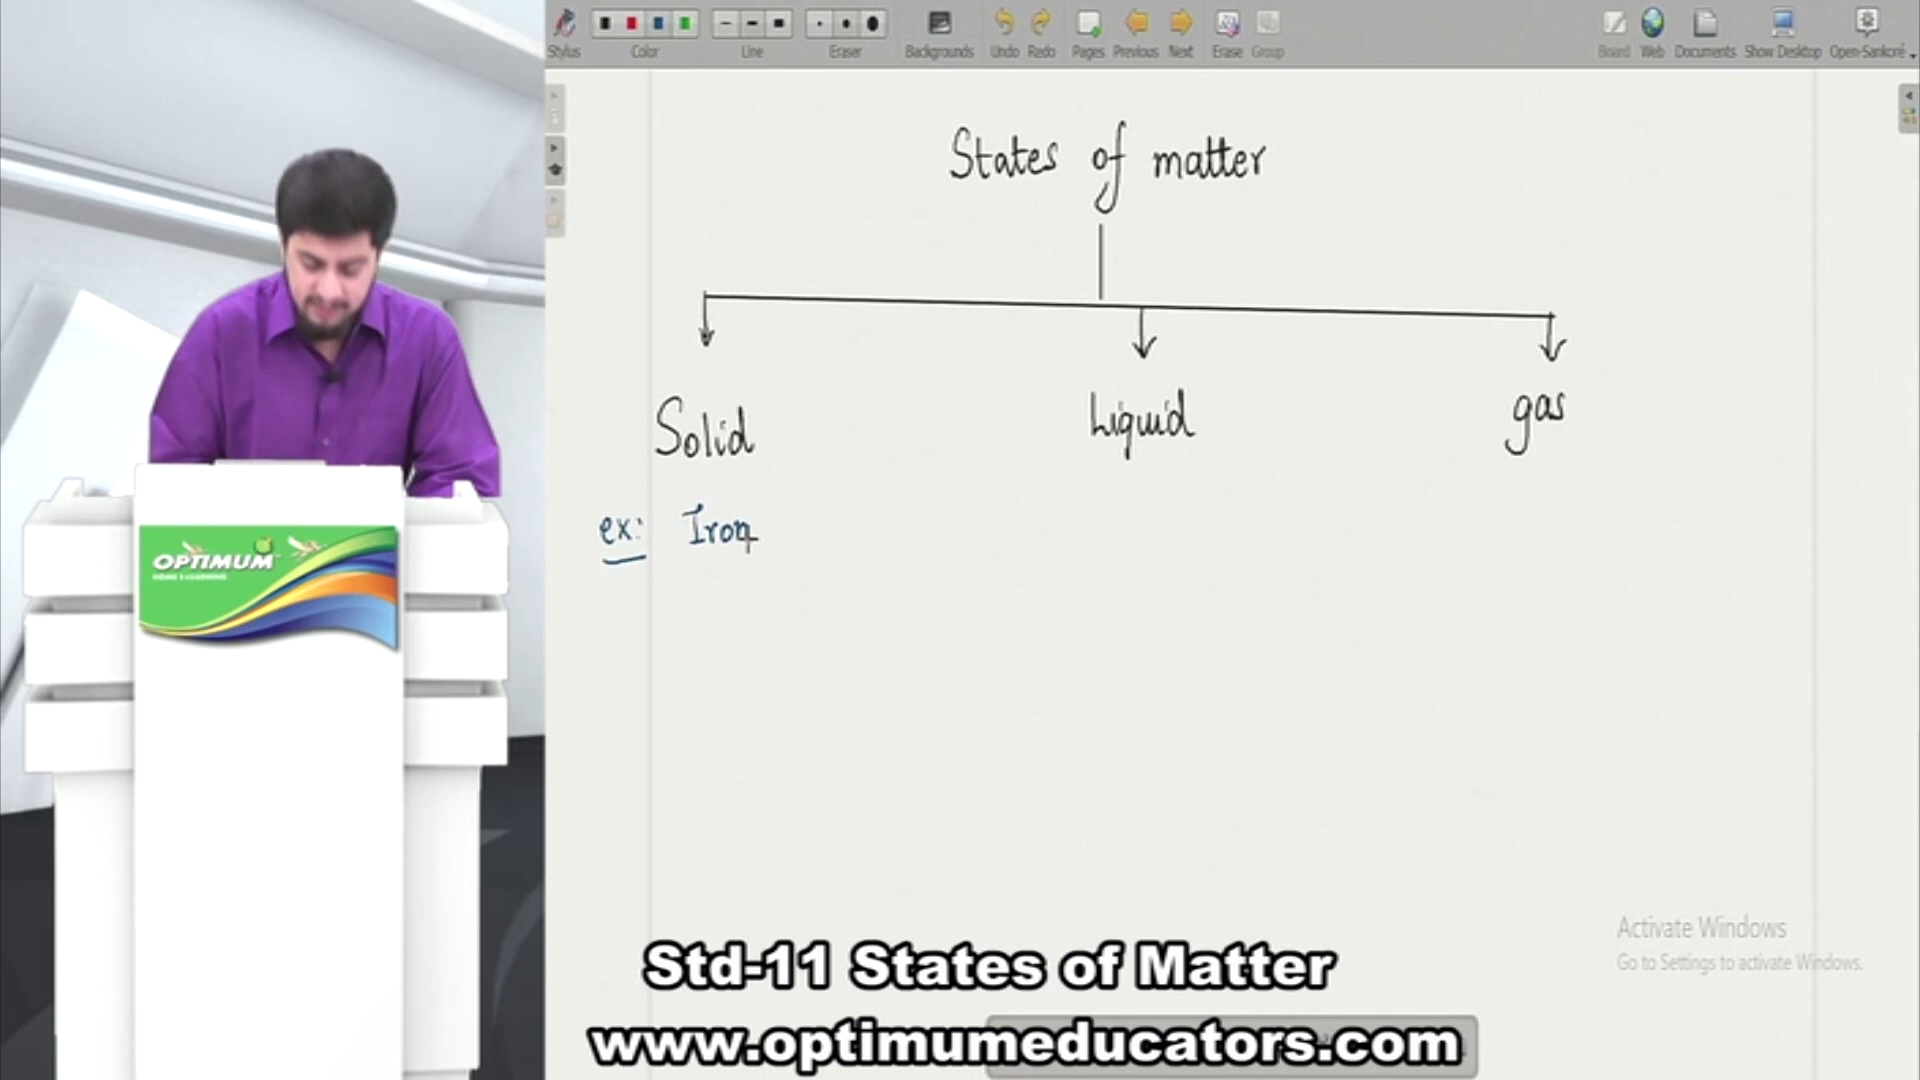 Stylus Color Line Eraser Backgrounds Undo Redo Pages Previous Next Erase Group Board Web Documents Show Desktop Open-Sankoré
States of matter
Solid Liquid gas
ex: Iron
OPTIMUM
HOME E-LEARNING
Activate Windows
Go to Settings to activate Windows.
Std-11 States of Matter
www.optimumeducators.com